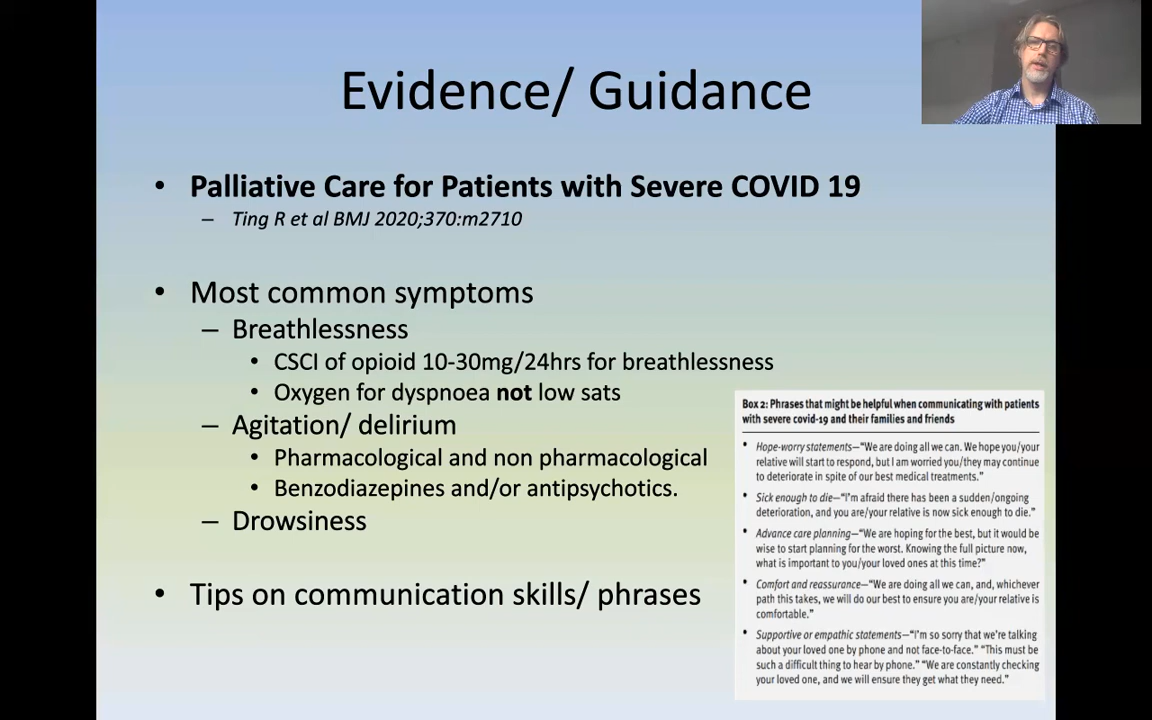 Evidence/ Guidance
• Palliative Care for Patients with Severe COVID 19
– Ting R et al BMJ 2020;370:m2710
• Most common symptoms
– Breathlessness
• CSCI of opioid 10-30mg/24hrs for breathlessness
• Oxygen for dyspnoea not low sats
– Agitation/ delirium
• Pharmacological and non pharmacological
• Benzodiazepines and/or antipsychotics.
– Drowsiness
• Tips on communication skills/ phrases
Box 2: Phrases that might be helpful when communicating with patients
with severe covid-19 and their families and friends
• Hope-worry statements—“We are doing all we can. We hope you/your
relative will start to respond, but I am worried you/they may continue
to deteriorate in spite of our best medical treatments.”
• Sick enough to die—“I’m afraid there has been a sudden/ongoing
deterioration, and you are/your relative is now sick enough to die.”
• Advance care planning—“We are hoping for the best, but it would be
wise to start planning for the worst. Knowing the full picture now,
what is important to you/your loved ones at this time?”
• Comfort and reassurance—“We are doing all we can, and, whichever
path this takes, we will do our best to ensure you are/your relative is
comfortable.”
• Supportive or empathic statements—“I’m so sorry that we’re talking
about your loved one by phone and not face-to-face.” “This must be
such a difficult thing to hear by phone.” “We are constantly checking
your loved one, and we will ensure they get what they need.”